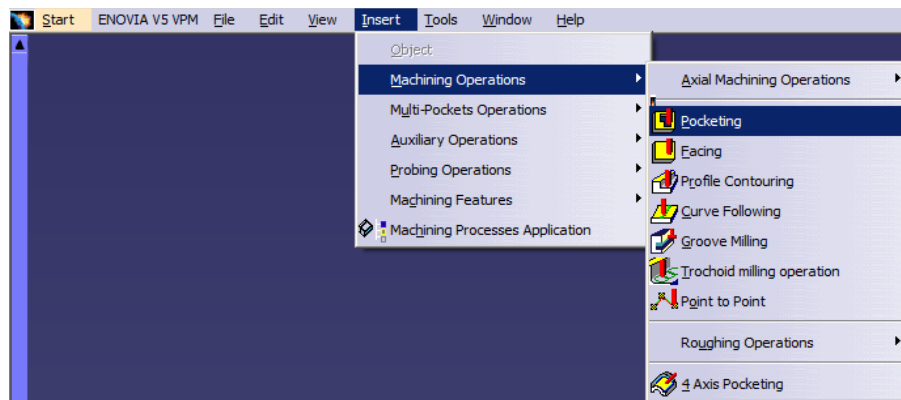 Start ENOVIA V5 VPM File Edit View Insert Tools Window Help
Object
Machining Operations
Multi-Pockets Operations
Auxiliary Operations
Probing Operations
Machining Features
Machining Processes Application
Axial Machining Operations
Pocketing
Facing
Profile Contouring
Curve Following
Groove Milling
Trochoid milling operation
Point to Point
Roughing Operations
4 Axis Pocketing